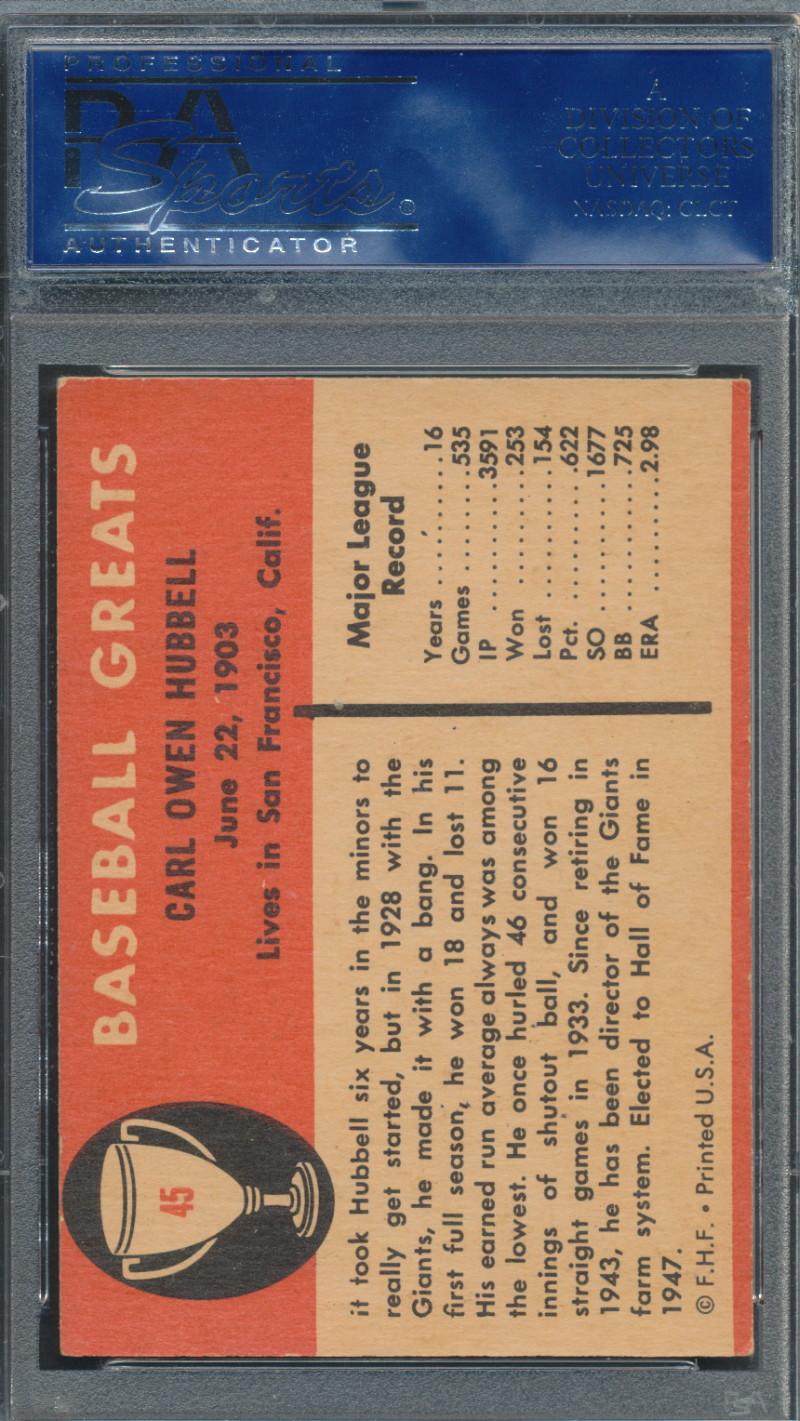 PROFESSIONAL
PSA
Sports®
AUTHENTICATOR
A
DIVISION OF
COLLECTORS
UNIVERSE
NASDAQ: CLCT
45
BASEBALL GREATS
CARL OWEN HUBBELL
June 22, 1903
Lives in San Francisco, Calif.
it took Hubbell six years in the minors to
really get started, but in 1928 with the
Giants, he made it with a bang. In his
first full season, he won 18 and lost 11.
His earned run average always was among
the lowest. He once hurled 46 consecutive
innings of shutout ball, and won 16
straight games in 1933. Since retiring in
1943, he has been director of the Giants
farm system. Elected to Hall of Fame in
1947.
© F.H.F. • Printed U.S.A.
Major League
Record
Years ......16
Games ..........535
IP ..........3591
Won ..........253
Lost ..........154
Pct. ..........622
SO ..........1677
BB ..........725
ERA ..........2.98
PSA